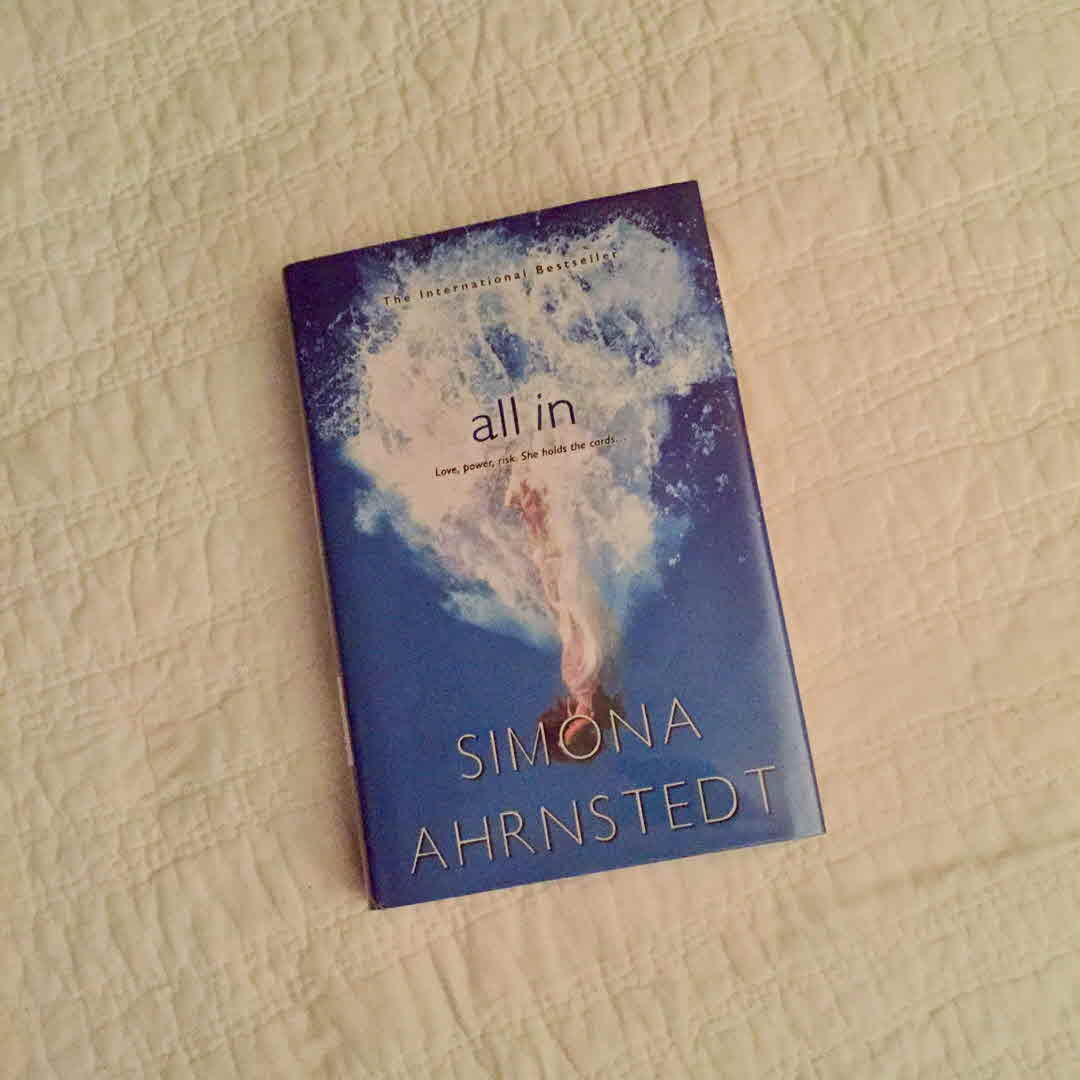 The International Bestseller
all in
Love, power, risk. She holds the cards...
SIMONA
AHRNSTEDT